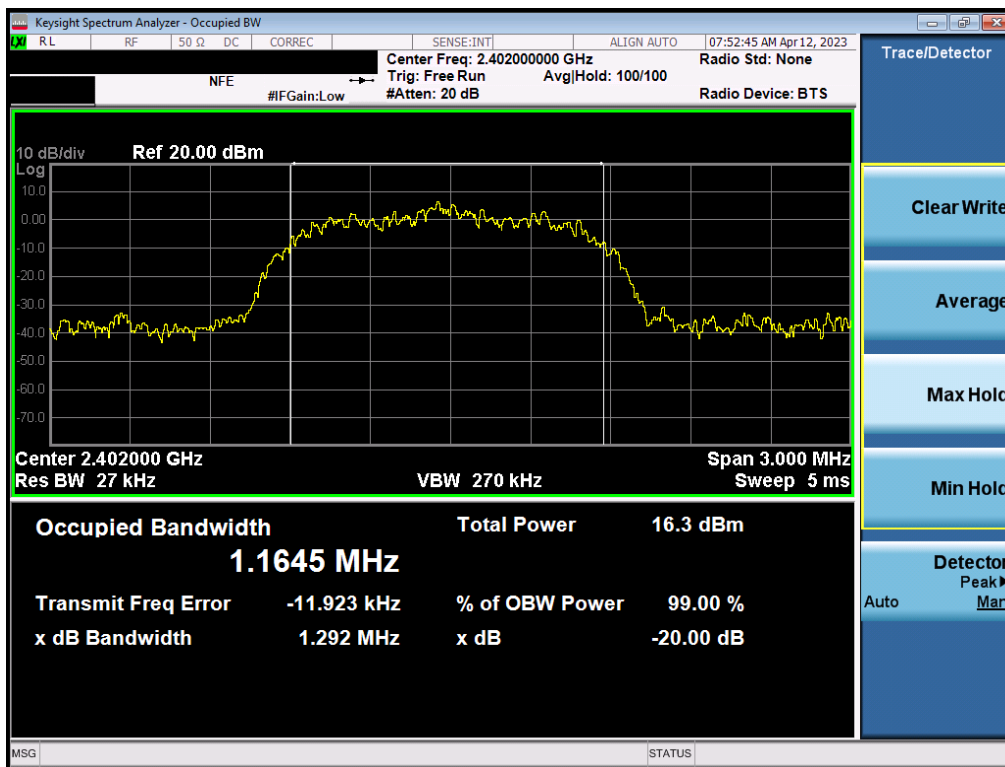 Keysight Spectrum Analyzer - Occupied BW
LXI RL RF 50 Ω DC CORREC SENSE:INT ALIGN AUTO 07:52:45 AM Apr 12, 2023
Center Freq: 2.402000000 GHz Radio Std: None
NFE Trig: Free Run Avg|Hold: 100/100
#IFGain:Low #Atten: 20 dB Radio Device: BTS
10 dB/div Ref 20.00 dBm
Log
10.0
0.00
-10.0
-20.0
-30.0
-40.0
-50.0
-60.0
-70.0
Center 2.402000 GHz Span 3.000 MHz
Res BW 27 kHz VBW 270 kHz Sweep 5 ms
Occupied Bandwidth Total Power 16.3 dBm
1.1645 MHz
Transmit Freq Error -11.923 kHz % of OBW Power 99.00 %
x dB Bandwidth 1.292 MHz x dB -20.00 dB
MSG STATUS
Trace/Detector
Clear Write
Average
Max Hold
Min Hold
Detector
Peak
Auto Man